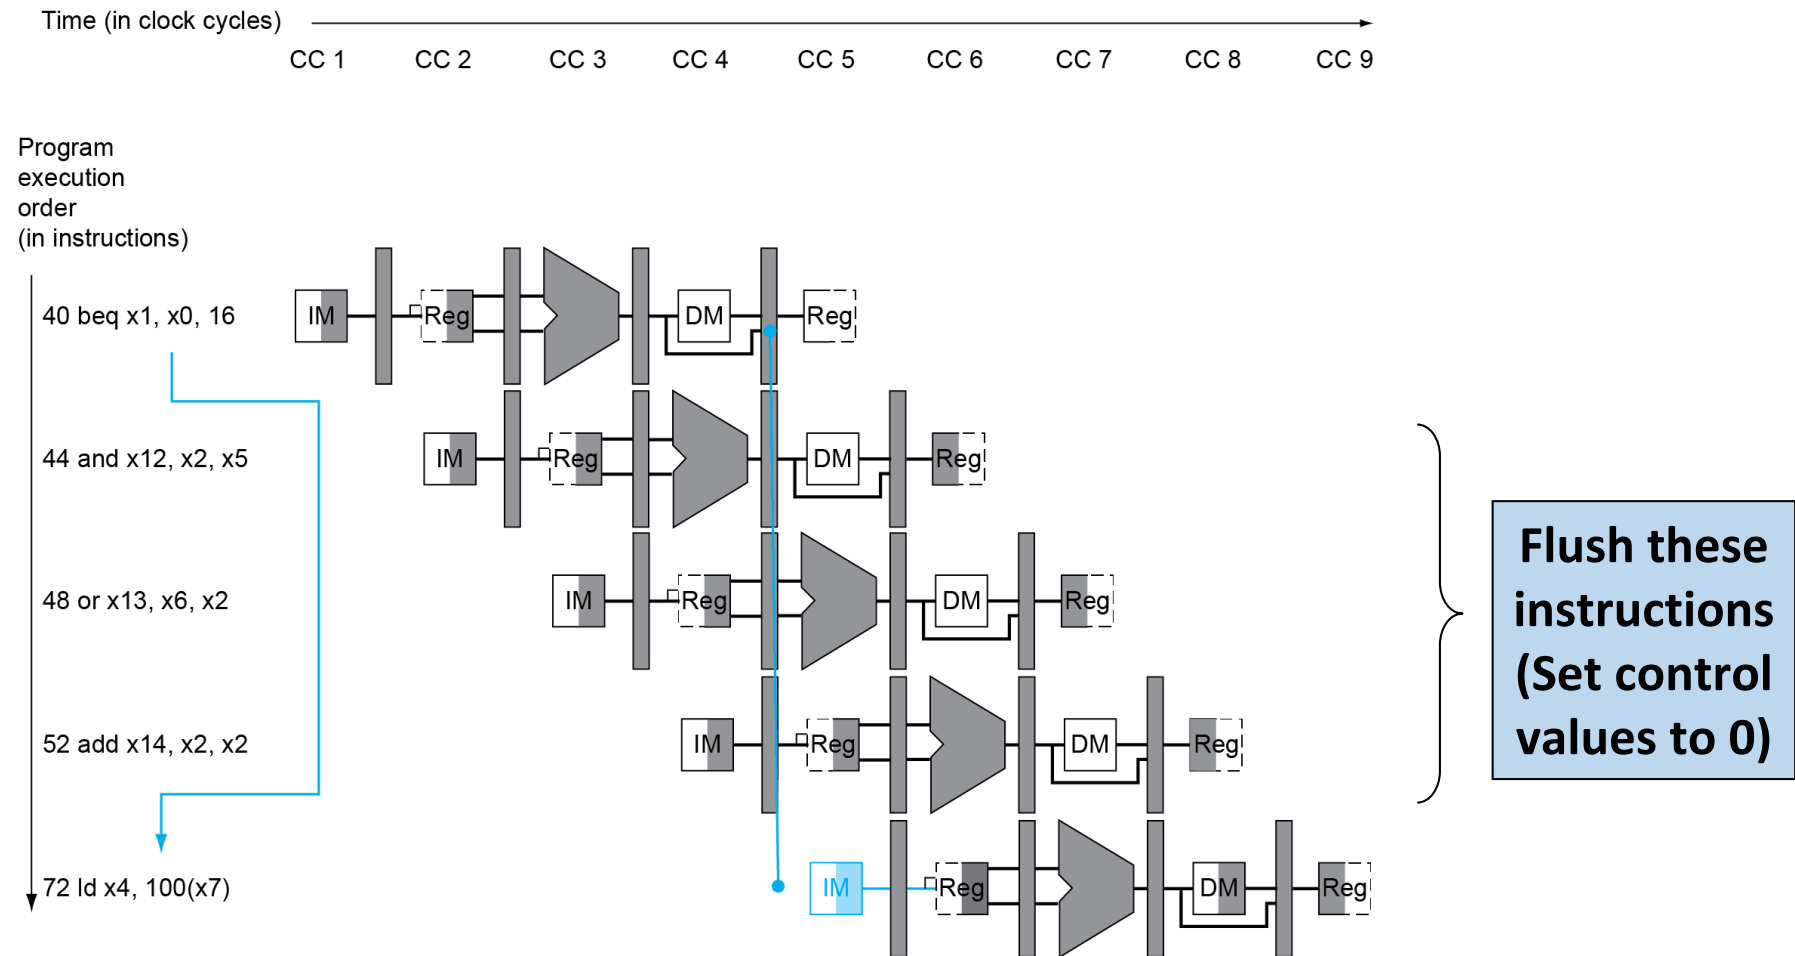 Time (in clock cycles)
CC 1 CC 2 CC 3 CC 4 CC 5 CC 6 CC 7 CC 8 CC 9
Program
execution
order
(in instructions)
40 beq x1, x0, 16
IM Reg DM Reg
44 and x12, x2, x5
IM Reg DM Reg
48 or x13, x6, x2
IM Reg DM Reg
52 add x14, x2, x2
IM Reg DM Reg
72 ld x4, 100(x7)
IM Reg DM Reg
Flush these
instructions
(Set control
values to 0)